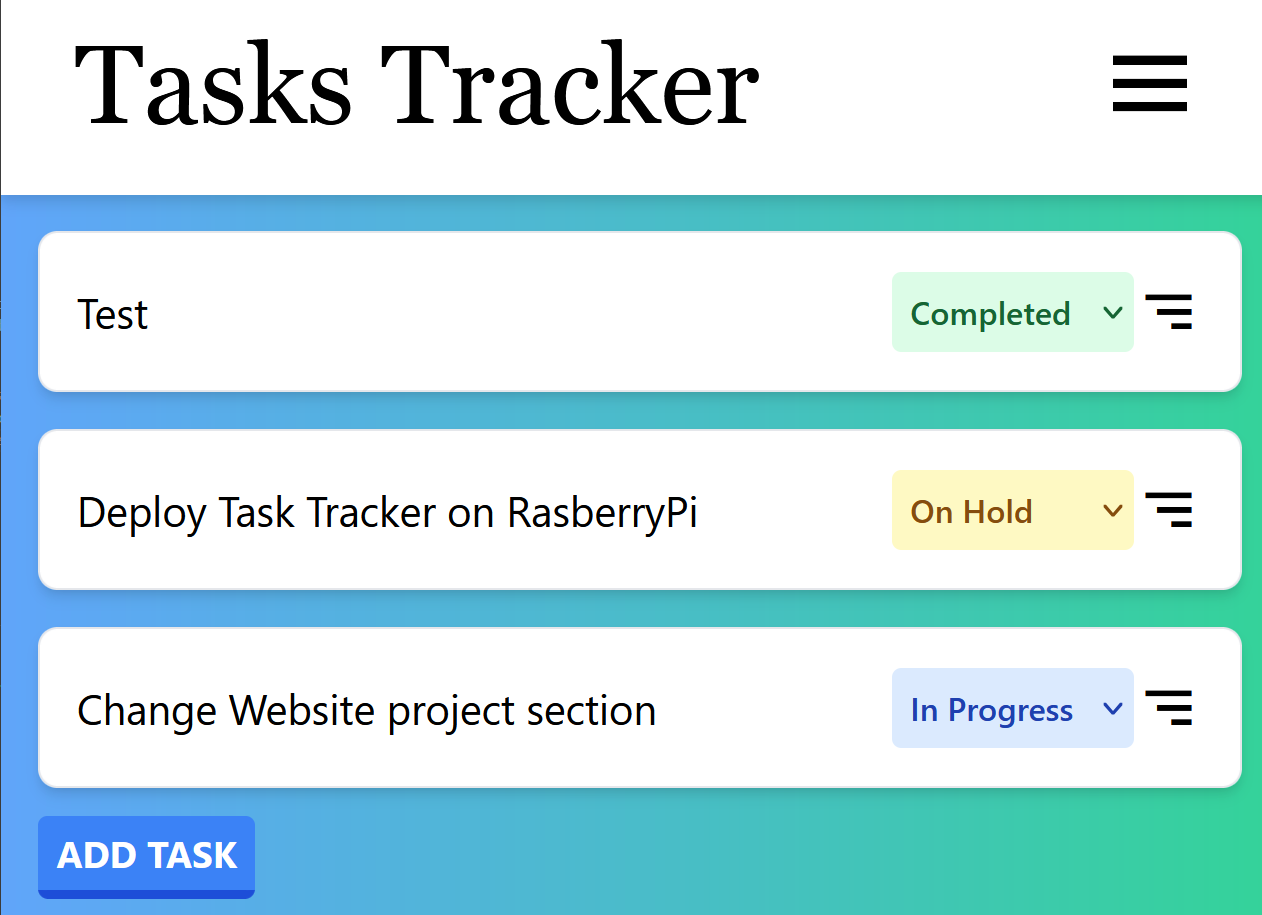 Tasks Tracker
Test
Completed
Deploy Task Tracker on RasberryPi
On Hold
Change Website project section
In Progress
ADD TASK